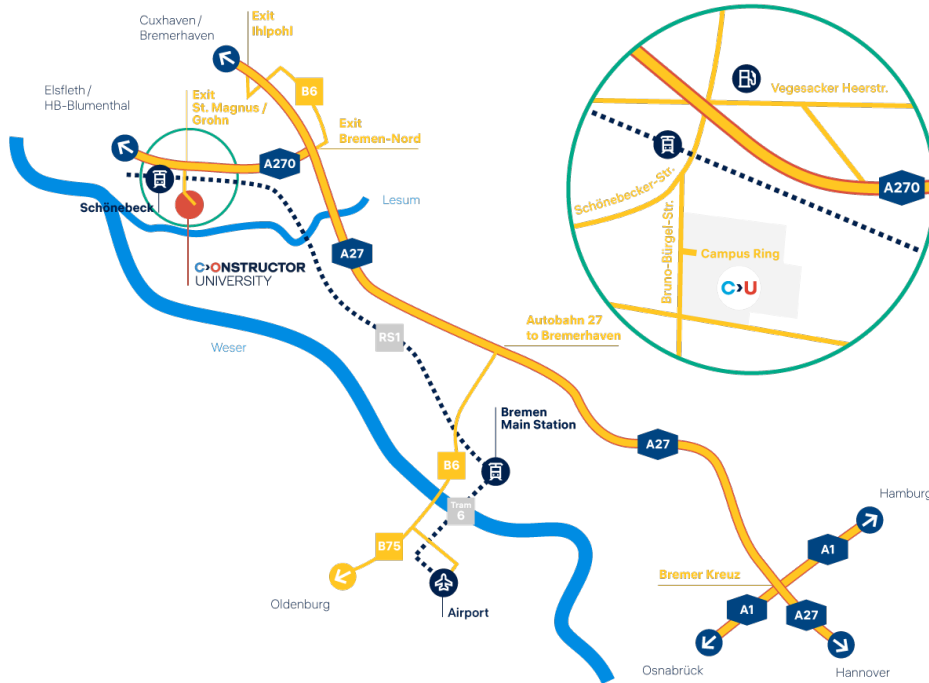 Cuxhaven /
Bremerhaven
Exit
Ihlpohl
Elsfleth /
HB-Blumenthal
Exit
St. Magnus /
Grohn
B6
Exit
Bremen-Nord
A270
Schönebeck
Lesum
C›ONSTRUCTOR
UNIVERSITY
A27
RS1
Weser
Autobahn 27
to Bremerhaven
Bremen
Main Station
B6
A27
Tram
6
B75
Oldenburg
Airport
Hamburg
A1
Bremer Kreuz
A1
A27
Osnabrück
Hannover
Vegesacker Heerstr.
Schönebecker-Str.
A270
Bruno-Bürgel-Str.
Campus Ring
C›U